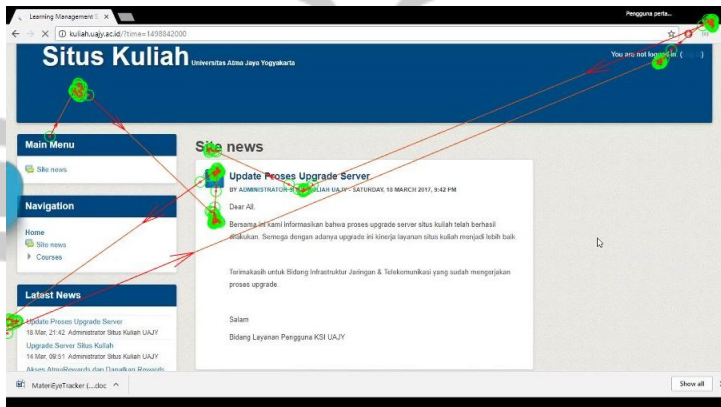 Learning Management S
Pengguna perta...
kuliah.uajy.ac.id/?time=1498842000
Situs Kuliah Universitas Atma Jaya Yogyakarta
You are not logged in. (
Main Menu
Site news
Navigation
Home
Site news
Courses
Latest News
Update Proses Upgrade Server
18 Mar, 21:42 Administrator Situs Kuliah UAJY
Upgrade Server Situs Kuliah
14 Mar, 09:51 Administrator Situs Kuliah UAJY
Akses AtmaRewards dan Dapatkan Rewards
Site news
Update Proses Upgrade Server
BY ADMINISTRATOR SITUS KULIAH UAJY - SATURDAY, 18 MARCH 2017, 9:42 PM
Dear All,
Bersama ini kami informasikan bahwa proses upgrade server situs kuliah telah berhasil
dilakukan. Semoga dengan adanya upgrade ini kinerja layanan situs kuliah menjadi lebih baik.
Terimakasih untuk Bidang Infrastruktur Jaringan & Telekomunikasi yang sudah mengerjakan
proses upgrade.
Salam
Bidang Layanan Pengguna KSI UAJY
MateriEyeTracker (....doc
Show all